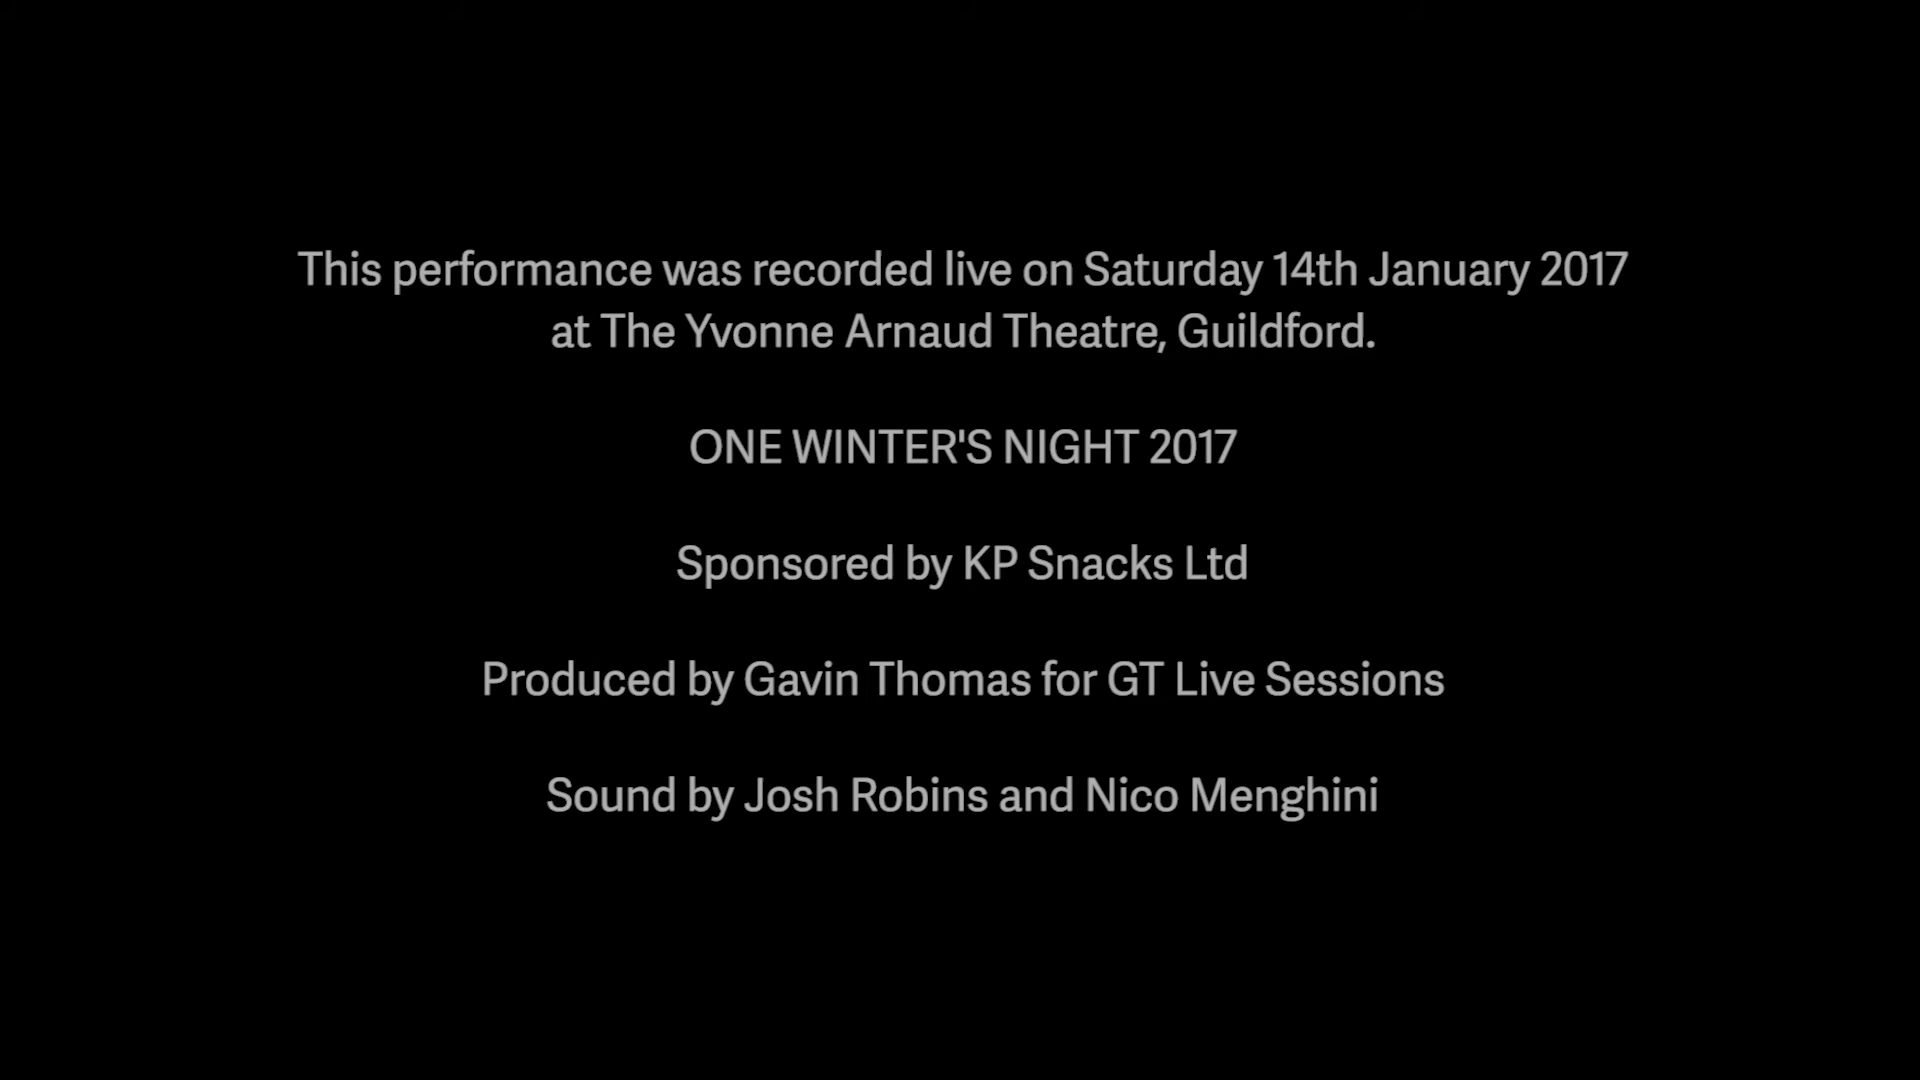 This performance was recorded live on Saturday 14th January 2017
at The Yvonne Arnaud Theatre, Guildford.
ONE WINTER'S NIGHT 2017
Sponsored by KP Snacks Ltd
Produced by Gavin Thomas for GT Live Sessions
Sound by Josh Robins and Nico Menghini